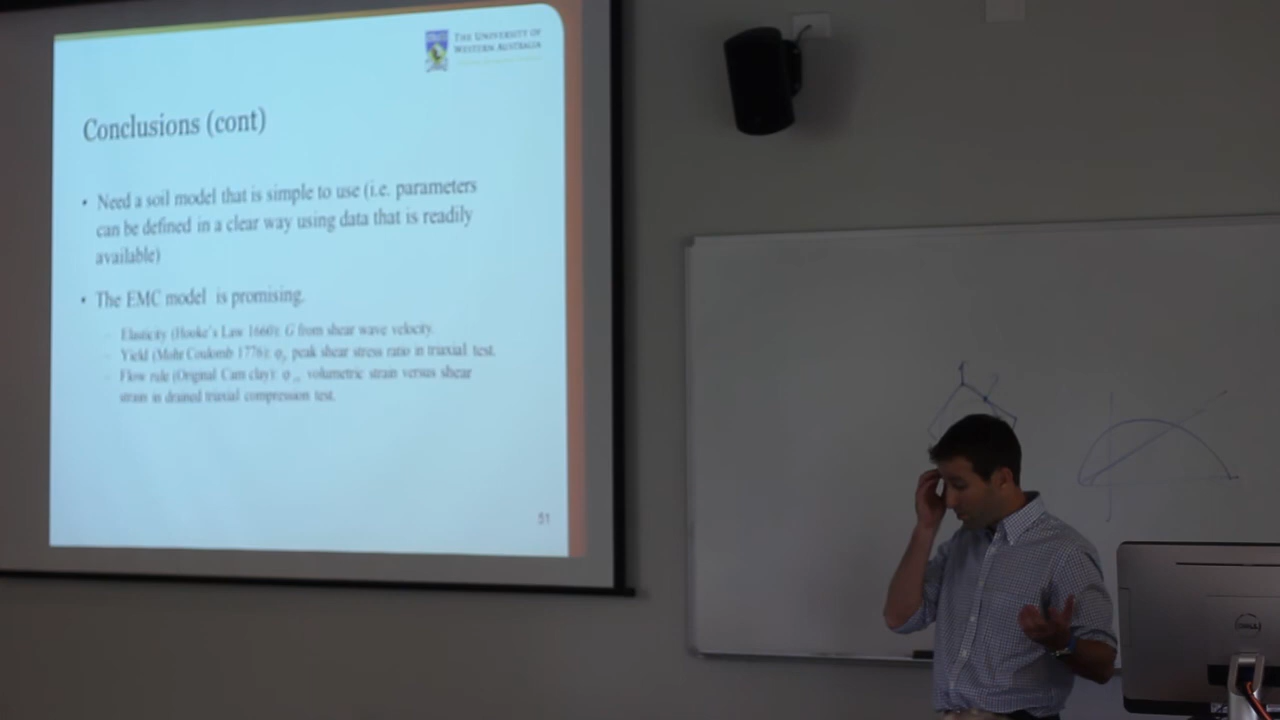 THE UNIVERSITY OF
WESTERN AUSTRALIA
Conclusions (cont)
• Need a soil model that is simple to use (i.e. parameters
can be defined in a clear way using data that is readily
available)
• The EMC model is promising.
– Elasticity (Hooke's Law 1660): G from shear wave velocity.
– Yield (Mohr Coulomb 1776): φ peak shear stress ratio in triaxial test.
– Flow rule (Original Cam clay): φ volumetric strain versus shear
strain in drained triaxial compression test.
51
DELL